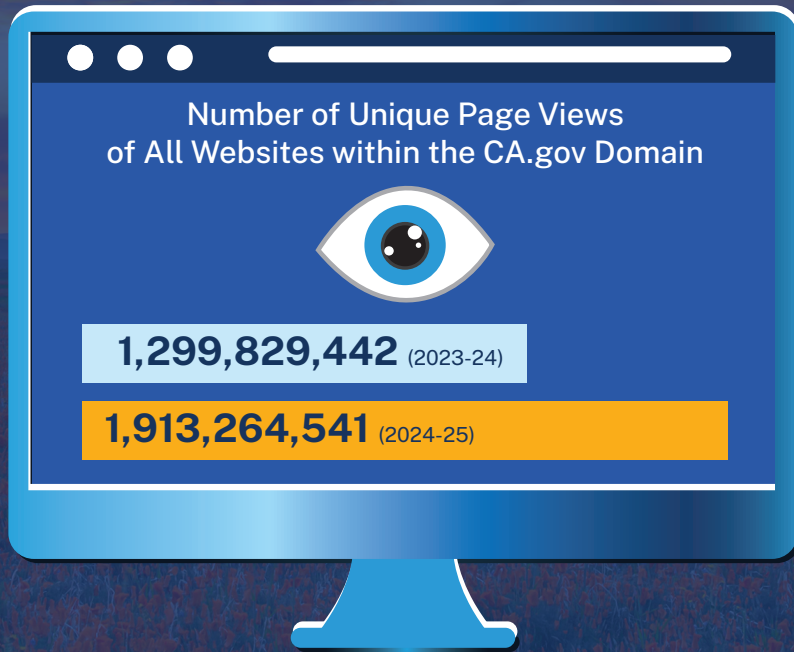 Number of Unique Page Views
of All Websites within the CA.gov Domain
1,299,829,442 (2023-24)
1,913,264,541 (2024-25)